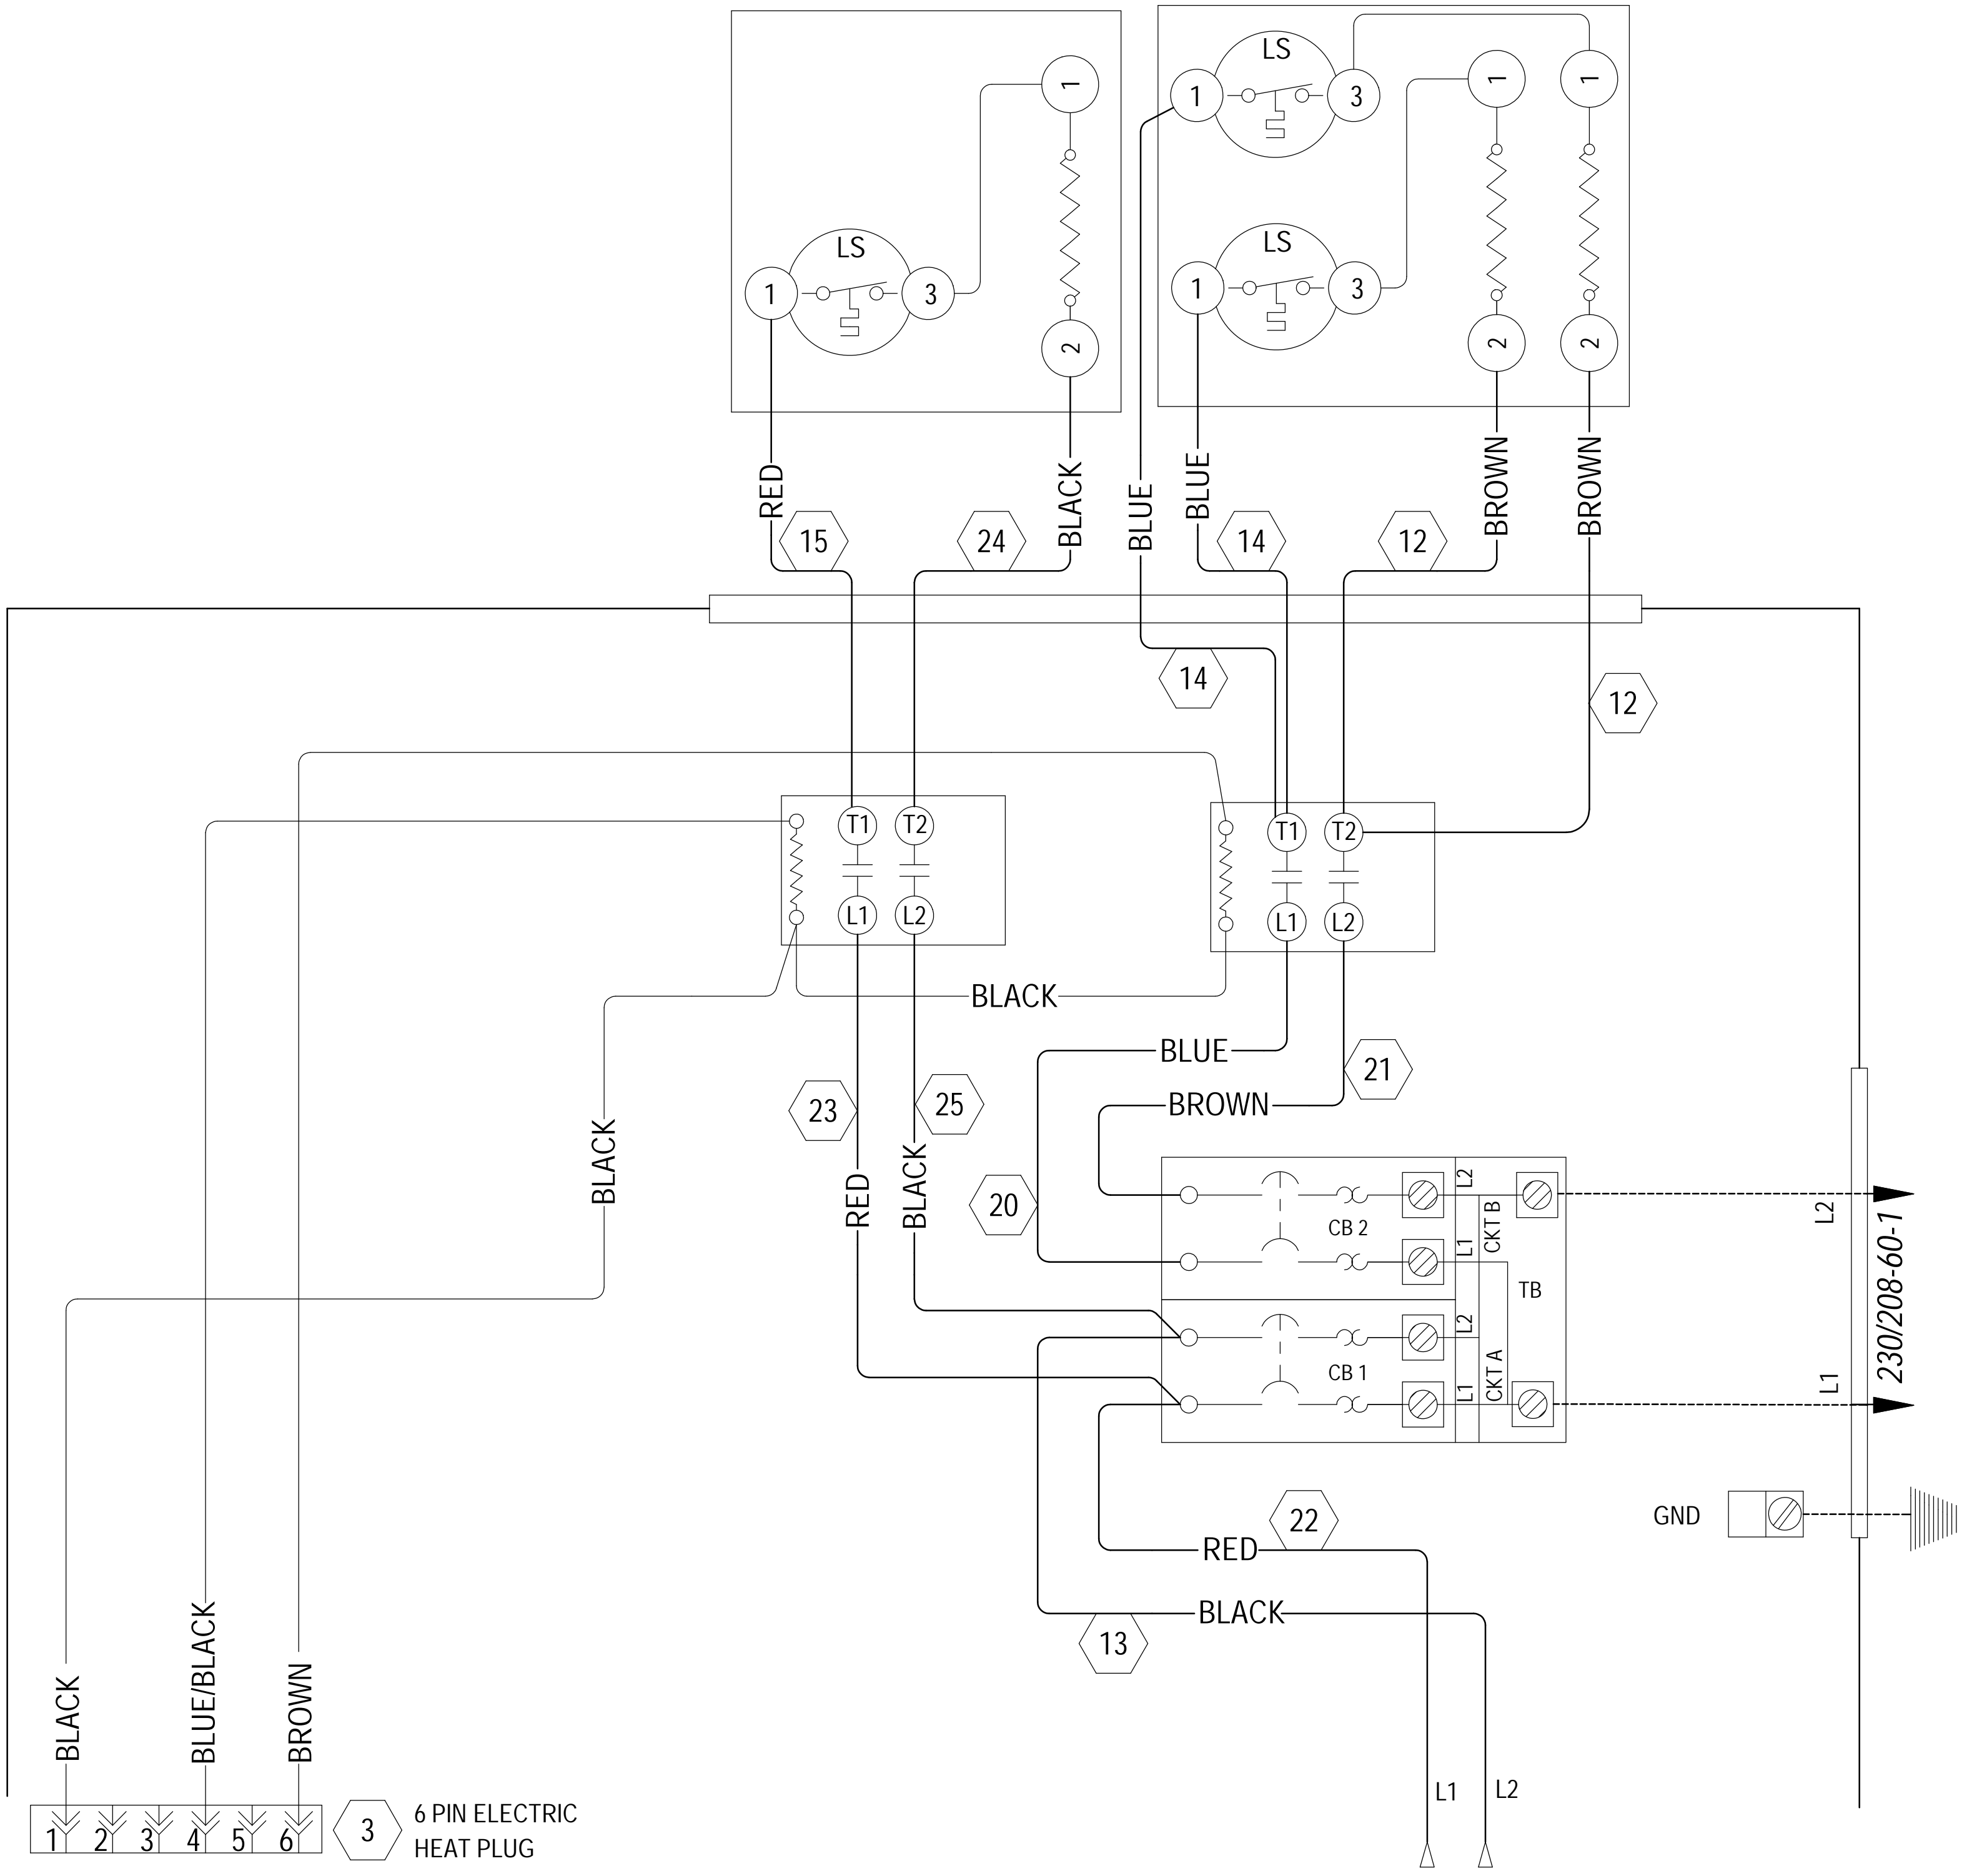 LS
1
3
1
2
LS
1
3
LS
1
3
1
2
1
2
RED
BLACK
BLUE
BLUE
BROWN
BROWN
15
24
14
12
14
12
T1
T2
L1
L2
T1
T2
L1
L2
BLACK
BLUE
BROWN
21
23
25
20
BLACK
RED
BLACK
CB 2
L2
L1
CKT B
TB
CB 1
L2
L1
CKT A
L2
L1
230/208-60-1
GND
22
RED
BLACK
13
L1
L2
BLACK
BLUE/BLACK
BROWN
1 2 3 4 5 6
3
6 PIN ELECTRIC
HEAT PLUG